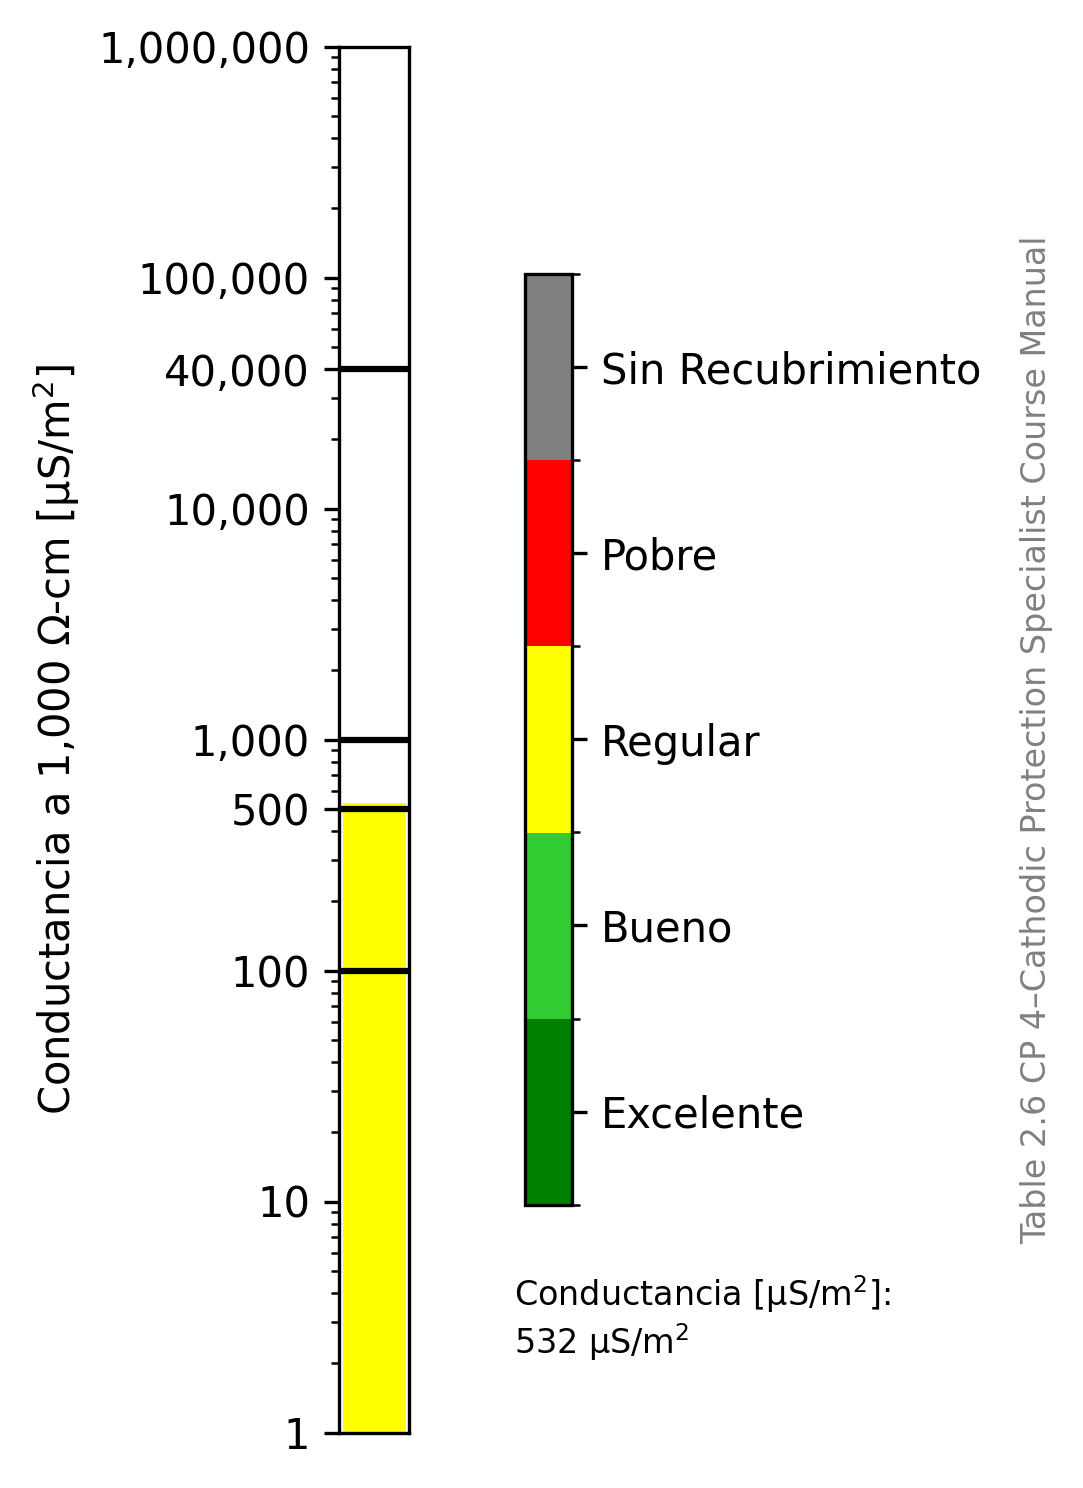 Conductancia a 1,000 Ω-cm [µS/m²]
1,000,000
100,000
40,000
10,000
1,000
500
100
10
1
Sin Recubrimiento
Pobre
Regular
Bueno
Excelente
Conductancia [µS/m²]:
532 µS/m²
Table 2.6 CP 4–Cathodic Protection Specialist Course Manual